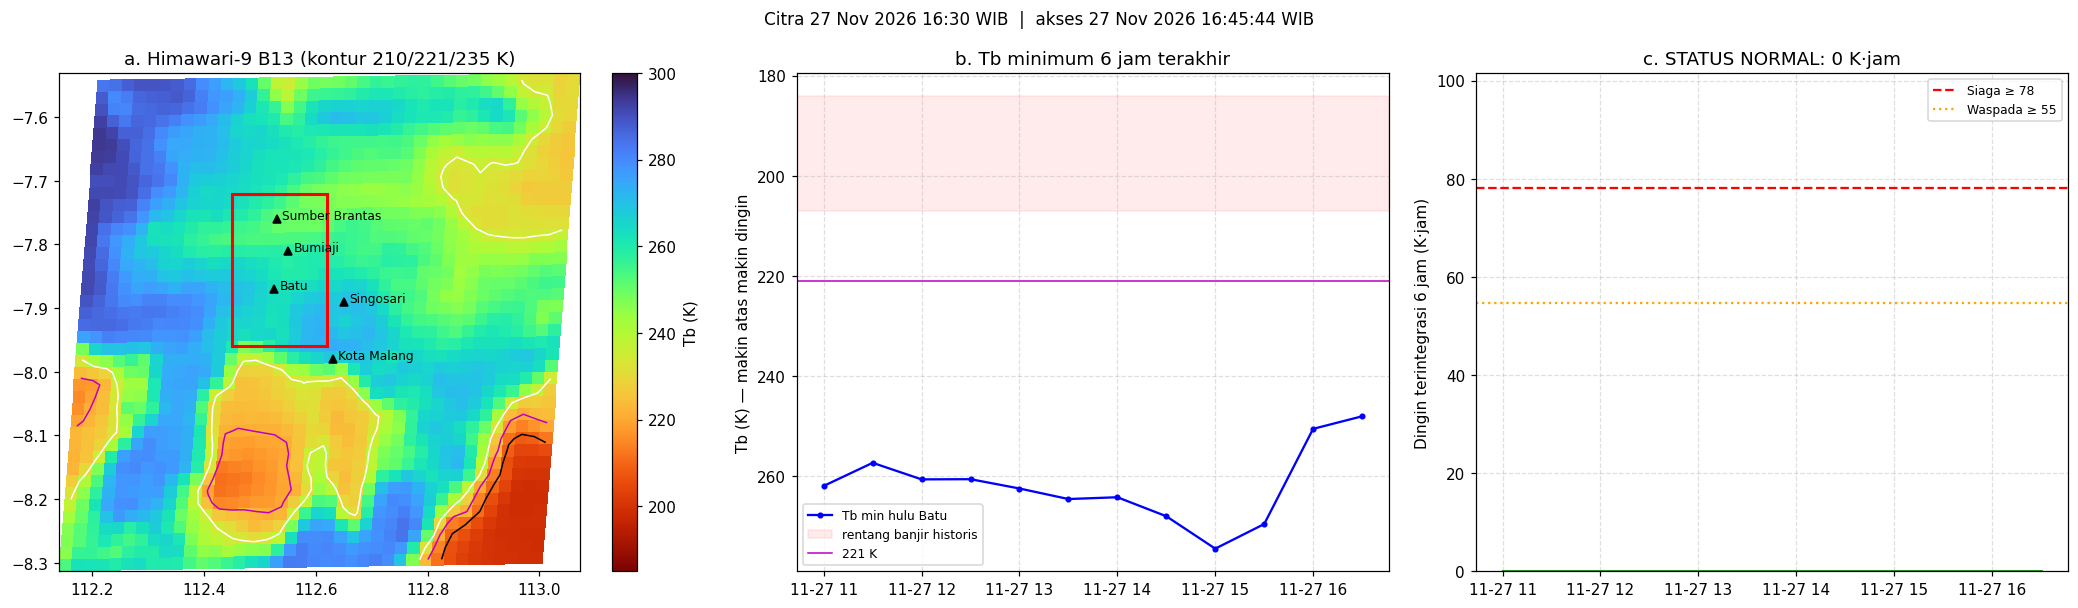 Citra 27 Nov 2026 16:30 WIB | akses 27 Nov 2026 16:45:44 WIB
a. Himawari-9 B13 (kontur 210/221/235 K)
−7.6
−7.7
−7.8
−7.9
−8.0
−8.1
−8.2
−8.3
112.2
112.4
112.6
112.8
113.0
Sumber Brantas
Bumiaji
Batu
Singosari
Kota Malang
300
280
260
240
220
200
Tb (K)
b. Tb minimum 6 jam terakhir
Tb (K) — makin atas makin dingin
180
200
220
240
260
Tb min hulu Batu
rentang banjir historis
221 K
11-27 11
11-27 12
11-27 13
11-27 14
11-27 15
11-27 16
c. STATUS NORMAL: 0 K·jam
Dingin terintegrasi 6 jam (K·jam)
100
80
60
40
20
0
Siaga ≥ 78
Waspada ≥ 55
11-27 11
11-27 12
11-27 13
11-27 14
11-27 15
11-27 16